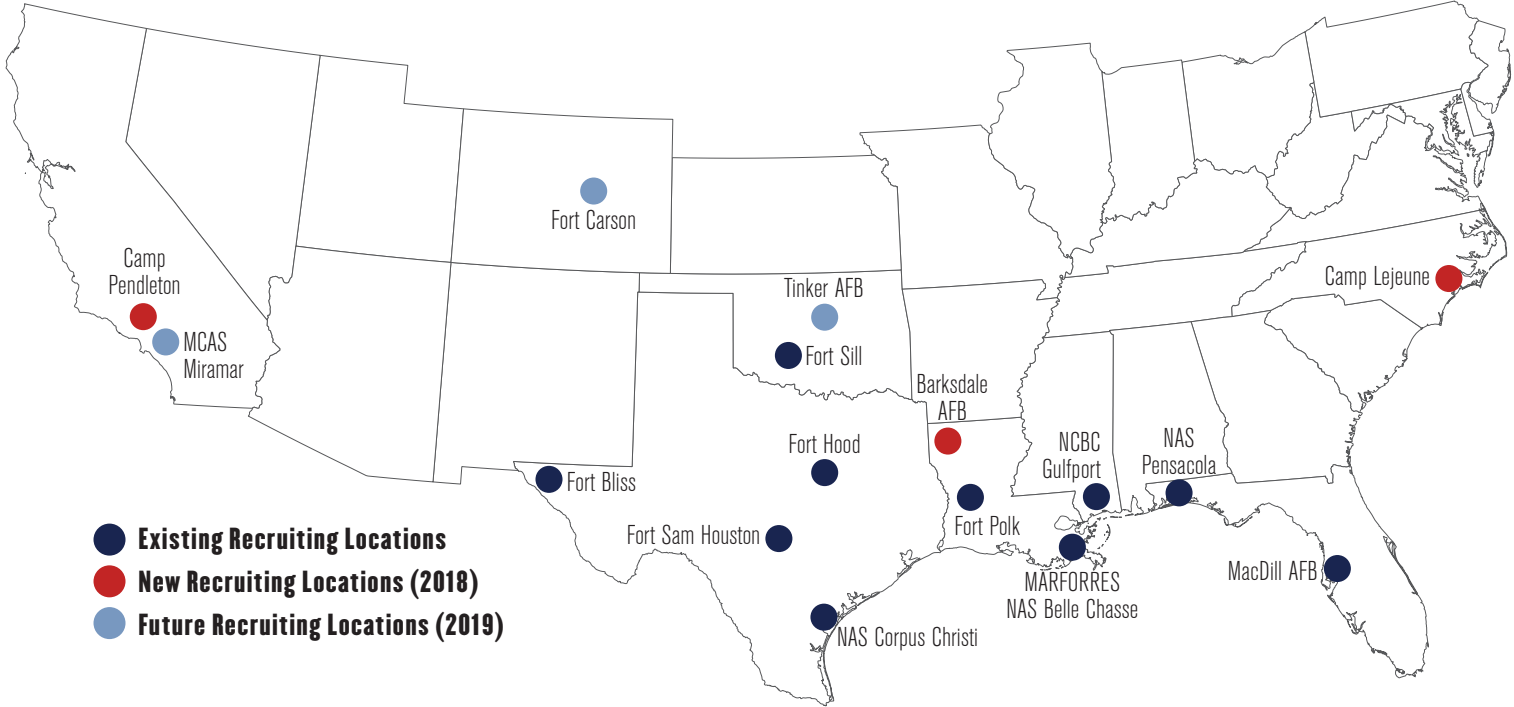 Fort Carson
Camp
Pendleton
MCAS
Miramar
Tinker AFB
Fort Sill
Camp Lejeune
Barksdale
AFB
Fort Hood
NCBC
Gulfport
NAS
Pensacola
Fort Bliss
Fort Polk
Fort Sam Houston
MARFORRES
NAS Belle Chasse
MacDill AFB
NAS Corpus Christi
Existing Recruiting Locations
New Recruiting Locations (2018)
Future Recruiting Locations (2019)